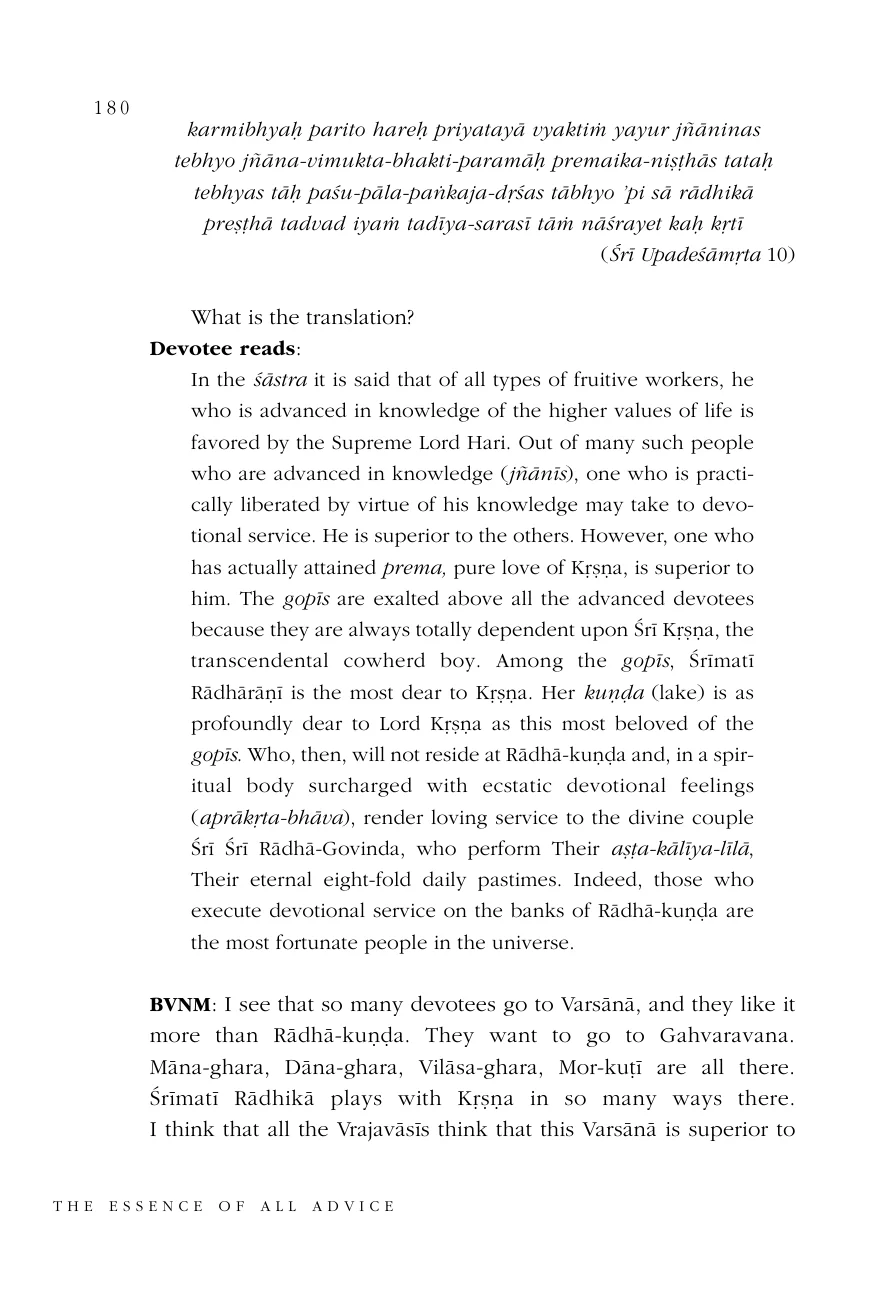 180
karmibhyaḥ parito hareḥ priyatayā vyaktiṁ yayur jñāninas
tebhyo jñāna-vimukta-bhakti-paramāḥ premaika-niṣṭhās tataḥ
tebhyas tāḥ paśu-pāla-paṅkaja-dṛśas tābhyo ’pi sā rādhikā
preṣṭhā tadvad iyaṁ tadīya-sarasī tāṁ nāśrayet kaḥ kṛtī
(Śrī Upadeśāmṛta 10)
What is the translation?
Devotee reads:
In the śāstra it is said that of all types of fruitive workers, he
who is advanced in knowledge of the higher values of life is
favored by the Supreme Lord Hari. Out of many such people
who are advanced in knowledge (jñānīs), one who is practi-
cally liberated by virtue of his knowledge may take to devo-
tional service. He is superior to the others. However, one who
has actually attained prema, pure love of Kṛṣṇa, is superior to
him. The gopīs are exalted above all the advanced devotees
because they are always totally dependent upon Śrī Kṛṣṇa, the
transcendental cowherd boy. Among the gopīs, Śrīmatī
Rādhārāṇī is the most dear to Kṛṣṇa. Her kuṇḍa (lake) is as
profoundly dear to Lord Kṛṣṇa as this most beloved of the
gopīs. Who, then, will not reside at Rādhā-kuṇḍa and, in a spir-
itual body surcharged with ecstatic devotional feelings
(aprākṛta-bhāva), render loving service to the divine couple
Śrī Śrī Rādhā-Govinda, who perform Their aṣṭa-kālīya-līlā,
Their eternal eight-fold daily pastimes. Indeed, those who
execute devotional service on the banks of Rādhā-kuṇḍa are
the most fortunate people in the universe.
BVNM: I see that so many devotees go to Varsānā, and they like it
more than Rādhā-kuṇḍa. They want to go to Gahvaravana.
Māna-ghara, Dāna-ghara, Vilāsa-ghara, Mor-kuṭī are all there.
Śrīmatī Rādhikā plays with Kṛṣṇa in so many ways there.
I think that all the Vrajavāsīs think that this Varsānā is superior to
THE ESSENCE OF ALL ADVICE